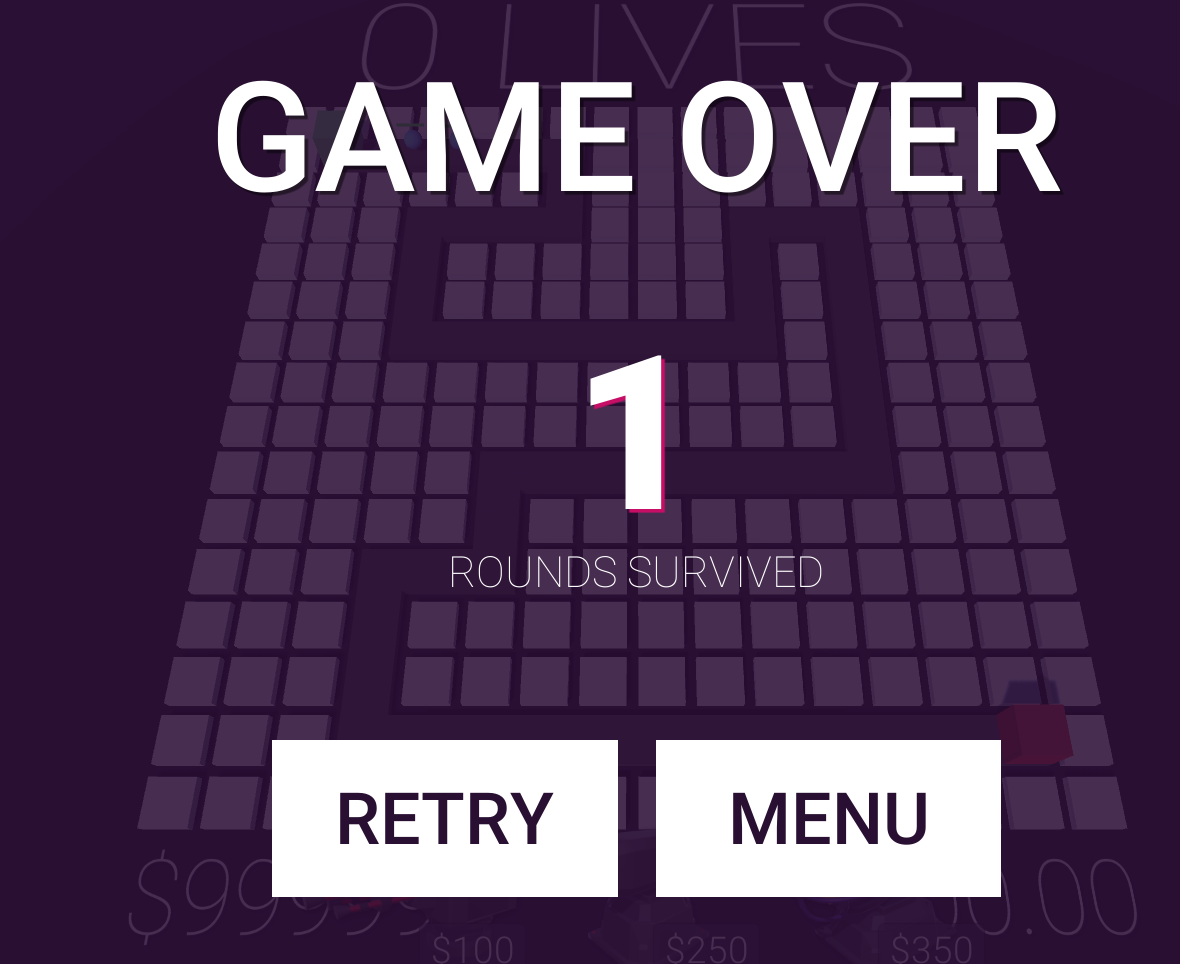 0 LIVES
GAME OVER
1
ROUNDS SURVIVED
RETRY MENU
$100 $250 $350